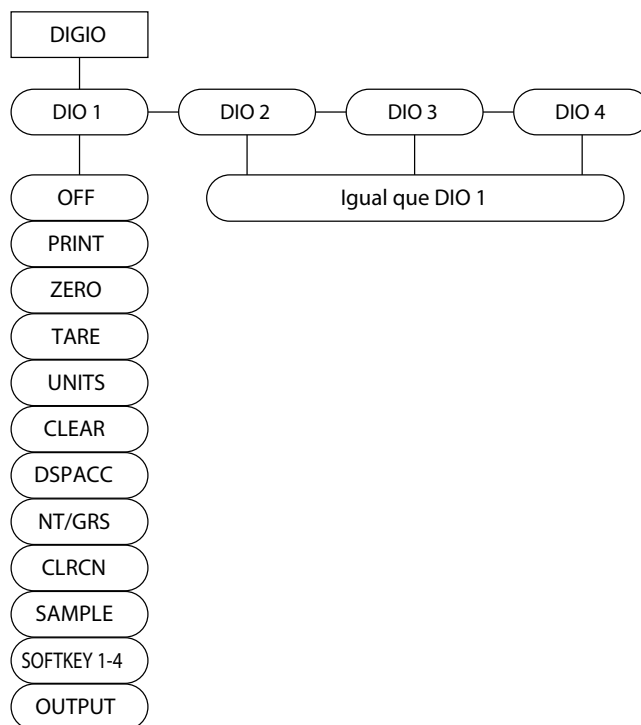 DIGIO
DIO 1
DIO 2
DIO 3
DIO 4
OFF
Igual que DIO 1
PRINT
ZERO
TARE
UNITS
CLEAR
DSPACC
NT/GRS
CLRCN
SAMPLE
SOFTKEY 1-4
OUTPUT